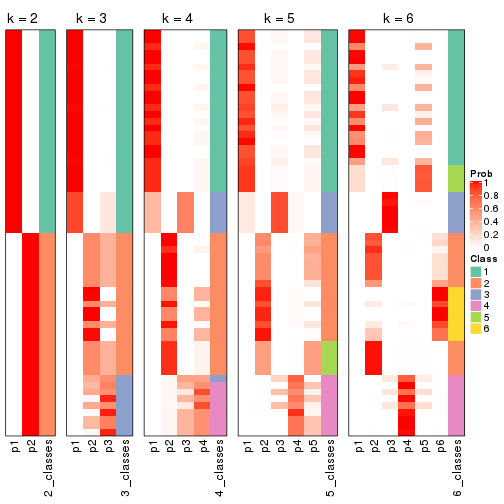 k = 2
k = 3
k = 4
k = 5
k = 6
p1
p2
2_classes
p1
p2
p3
3_classes
p1
p2
p3
p4
4_classes
p1
p2
p3
p4
p5
5_classes
p1
p2
p3
p4
p5
p6
6_classes
Prob
1
0.8
0.6
0.4
0.2
0
Class
1
2
3
4
5
6